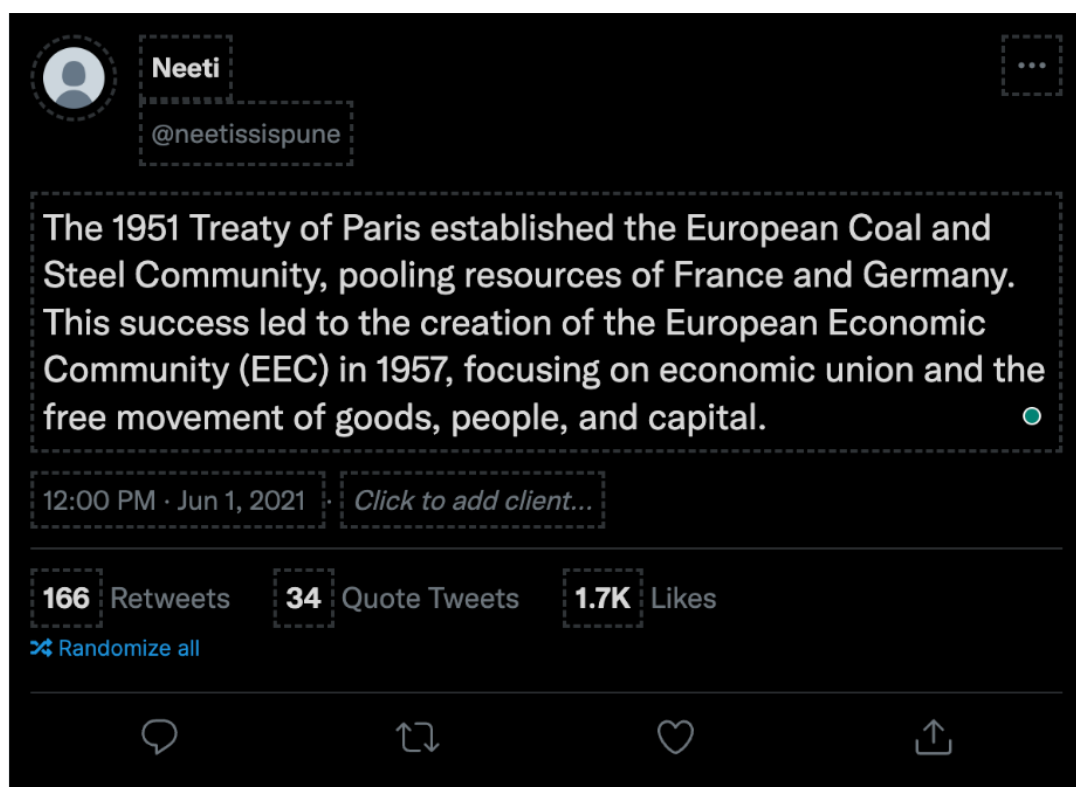 Neeti
...
@neetissispune
The 1951 Treaty of Paris established the European Coal and
Steel Community, pooling resources of France and Germany.
This success led to the creation of the European Economic
Community (EEC) in 1957, focusing on economic union and the
free movement of goods, people, and capital.
12:00 PM · Jun 1, 2021 · Click to add client...
166 Retweets 34 Quote Tweets 1.7K Likes
Randomize all